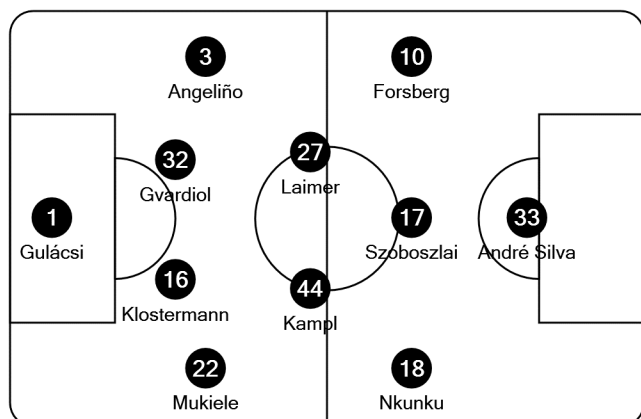 3
Angeliño
10
Forsberg
32
Gvardiol
27
Laimer
1
Gulácsi
17
Szoboszlai
33
André Silva
16
Klostermann
44
Kampl
22
Mukiele
18
Nkunku